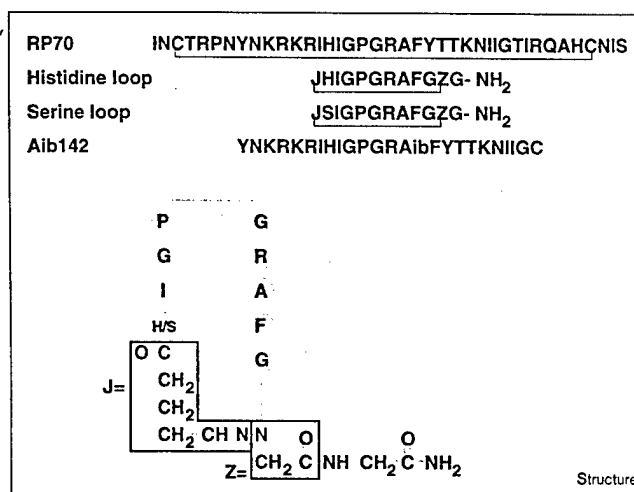 RP70 INCTRPNYNKRKRIHIGPGRAFYTTKNIIGTIRQAHCNIS
Histidine loop JHIGPGRAFGZG- NH2
Serine loop JSIGPGRAFGZG- NH2
Aib142 YNKRKRIHIGPGRAibFYTTKNIIGC
P G
G R
I A
H/S F
O C G
J= CH2
CH2
CH2 CH N N O O
Z= CH2 C NH CH2 C NH2
Structure